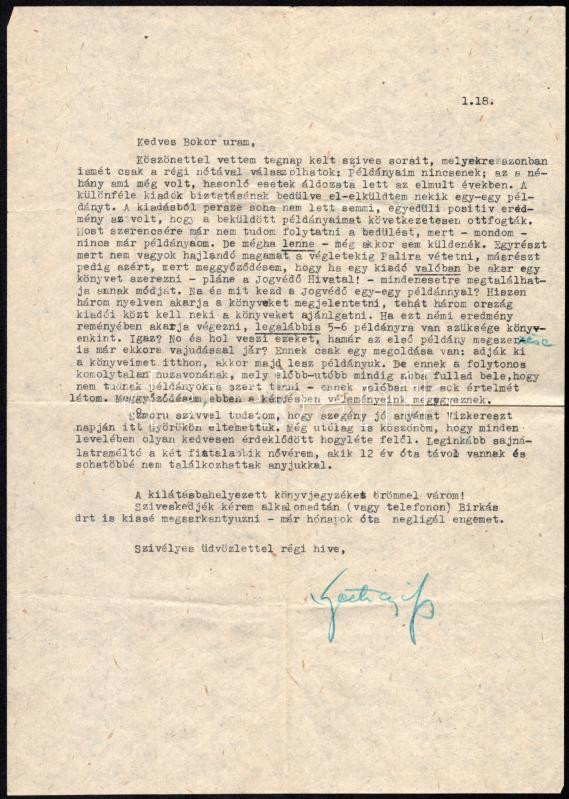 1.18.
Kedves Bokor uram,
Köszönettel vettem tegnap kelt szives sorait, melyekre azonban
ismét csak a régi nótával válaszolhatok: Példányaim nincsenek; az a né-
hány ami még volt, hasonló esetek áldozata lett az elmult években. A
különféle kiadók biztatásának bedülve el-elküldtem nekik egy-egy pél-
dányt. A kiadásból persze soha nem lett semmi, egyedüli positiv ered-
mény az volt, hogy a beküldött példányaimat következetesen ottfogták.
Most szerencsére már nem tudom folytatni a bedülést, mert - mondom -
nincs már példányom. De mégha lenne - még akkor sem küldenék. Egyrészt
mert nem vagyok hajlandó magamat a végletekig Palira vétetni, másrészt
pedig azért, mert meggyőződésem, hogy ha egy kiadó valóban be akar egy
könyvet szerezni - pláne a Jogvédő Hivatal! - mindenesetre megtalálhat-
ja annak módját. Na és mit kezd a Jogvédő egy-egy példánnyal? Hiszen
három nyelven akarja a könyveket megjelentetni, tehát három ország
kiadói közt kell neki a könyveket ajánlgatni. Ha ezt némi eredmény
reményében akarja végezni, legalábbis 5-6 példányra van szüksége könyv-
enkint. Igaz? No és hol veszi ezeket, hamár az első példány megszerzése
is már ekkora vajudással jár? Ennek csak egy megoldása van: adják ki
a könyveimet itthon, akkor majd lesz példányuk. De ennek a folytonos
komolytalan huzavonának, mely előbb-utóbb mindig abba fullad bele, hogy
nem tudnek példányokra szert tenni - ennek valóban nem sok értelmét
látom. Meggyőződésem, ebben a kérdésben véleményeink megegyeznek.
Szomoru szívvel tudatom, hogy szegény jó anyámat Vizkereszt
napján itt Györökön eltemettük. Még utólag is köszönöm, hogy minden
levelében olyan kedvesen érdeklődött hogyléte felől. Leginkább sajná-
latraméltó a két fiatalabbik nővérem, akik 12 év óta távol vannak és
sohatöbbé nem találkozhattak anyjukkal.
A kilátásbahelyezett könyvjegyzéket örömmel várom!
Sziveskedjék kérem alkalomadtán (vagy telefonon) Birkás
drt is kissé megsarkantyuzni - már hónapok óta negligál engemet.
Szivélyes üdvözlettel régi hive,